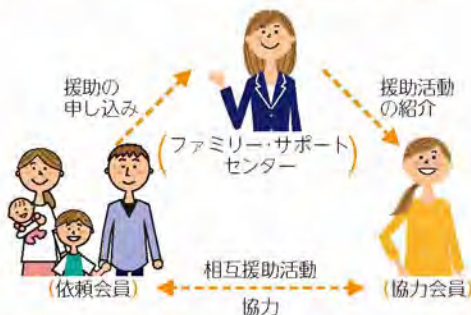 援助の
申し込み
援助活動
の紹介
(ファミリー・サポート
センター)
(依頼会員)
相互援助活動
協力
(協力会員)